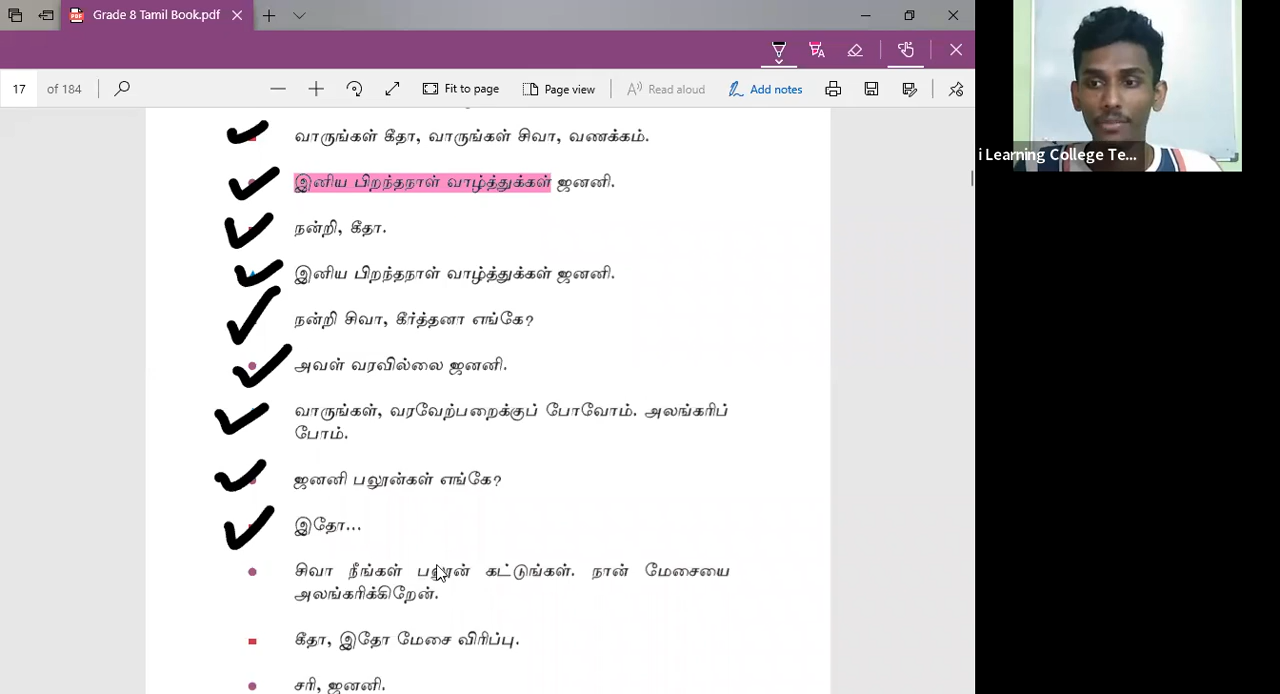 Grade 8 Tamil Book.pdf
17 of 184
Fit to page
Page view
Read aloud
Add notes
i Learning College Te...
வாருங்கள் கீதா, வாருங்கள் சிவா, வணக்கம்.
இனிய பிறந்தநாள் வாழ்த்துக்கள் ஜனனி.
நன்றி, கீதா.
இனிய பிறந்தநாள் வாழ்த்துக்கள் ஜனனி.
நன்றி சிவா, கீர்த்தனா எங்கே?
அவள் வரவில்லை ஜனனி.
வாருங்கள், வரவேற்பறைக்குப் போவோம். அலங்கரிப்
போம்.
ஜனனி பலூன்கள் எங்கே?
இதோ...
சிவா நீங்கள் பலூன் கட்டுங்கள். நான் மேசையை
அலங்கரிக்கிறேன்.
கீதா, இதோ மேசை விரிப்பு.
சரி, ஜனனி.